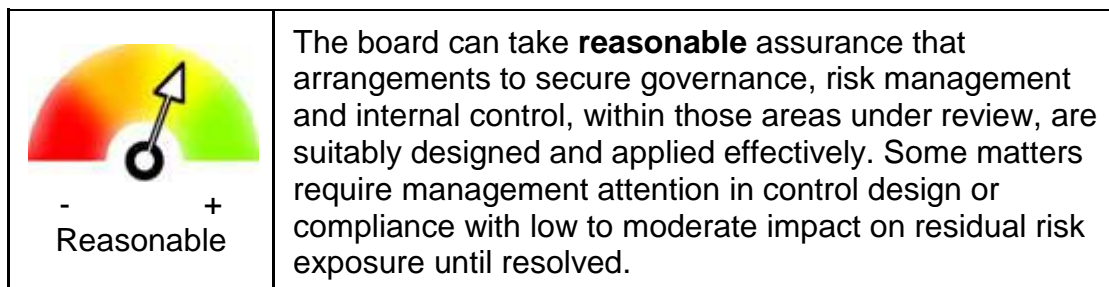 - +
Reasonable
The board can take reasonable assurance that
arrangements to secure governance, risk management
and internal control, within those areas under review, are
suitably designed and applied effectively. Some matters
require management attention in control design or
compliance with low to moderate impact on residual risk
exposure until resolved.